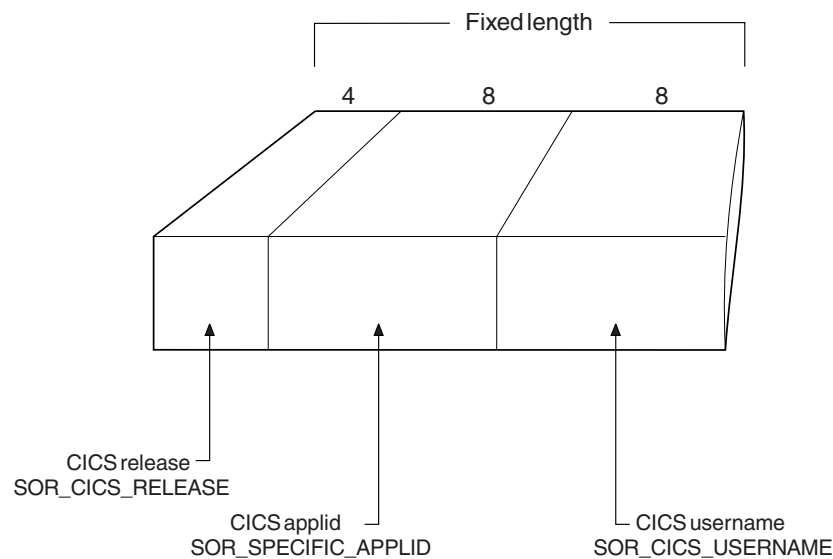 Fixed length
4 8 8
CICS release
SOR_CICS_RELEASE
CICS applid
SOR_SPECIFIC_APPLID
CICS username
SOR_CICS_USERNAME